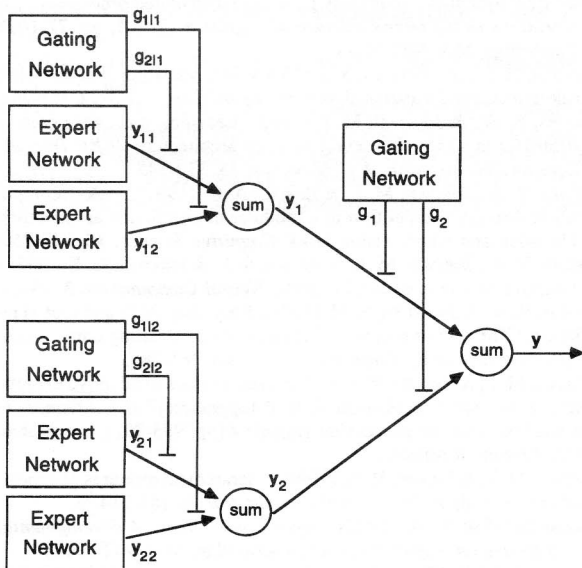 g1|1
Gating
Network
g2|1
Expert
Network
y11
Expert
Network
y12
sum
y1
Gating
Network
g1
g2
g1|2
Gating
Network
g2|2
Expert
Network
y21
Expert
Network
y22
sum
y2
sum
y